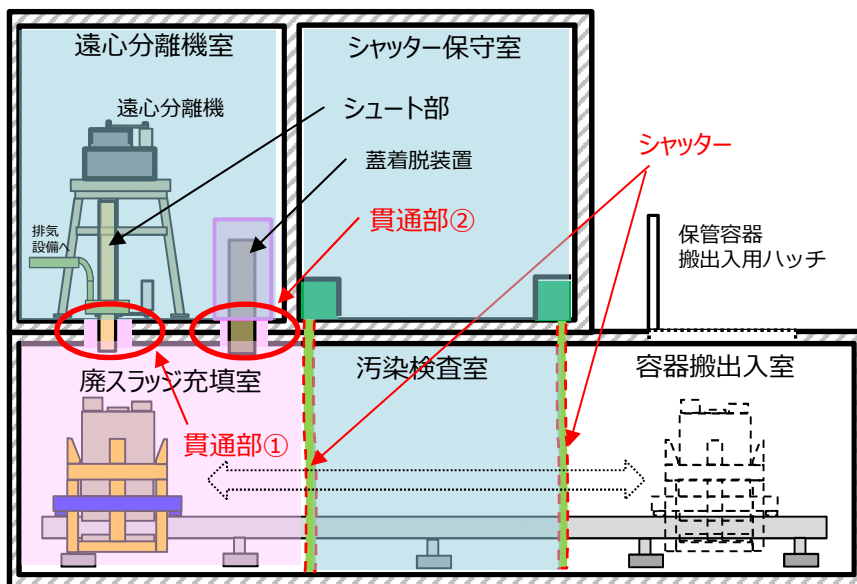 遠心分離機室
シャッター保守室
遠心分離機
シュート部
シャッター
蓋着脱装置
貫通部②
排気
設備へ
保管容器
搬出入用ハッチ
廃スラッジ充填室
汚染検査室
容器搬出入室
貫通部①